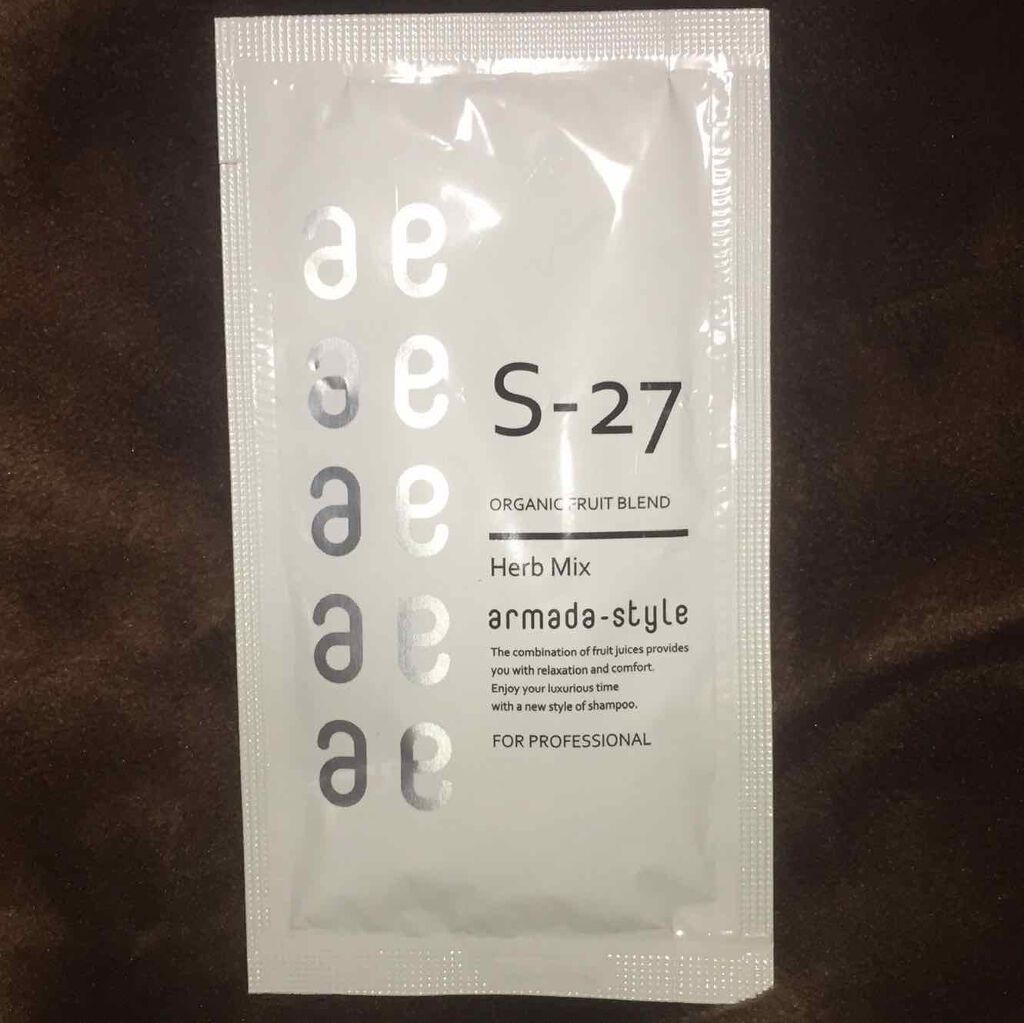 S-27
ORGANIC FRUIT BLEND
Herb Mix
armada-style
The combination of fruit juices provides
you with relaxation and comfort.
Enjoy your luxurious time
with a new style of shampoo.
FOR PROFESSIONAL